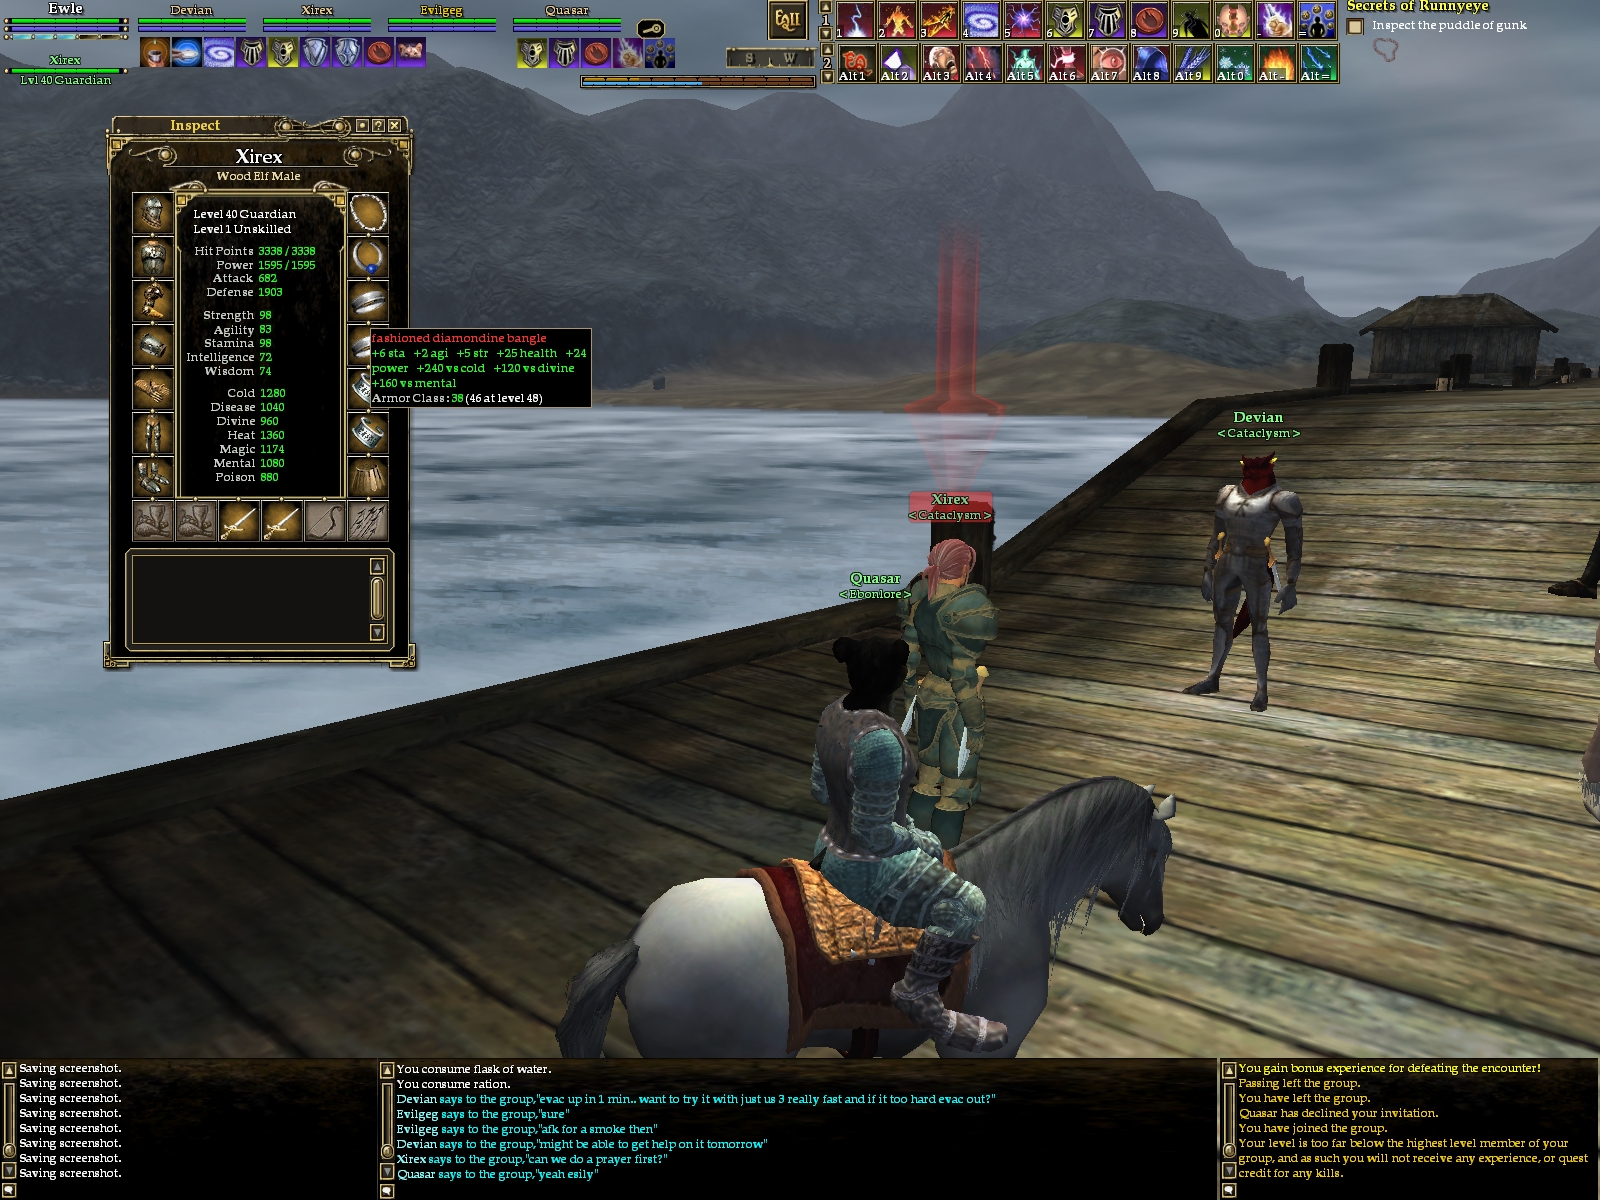 Ewle
Devian
Xirex
Evilgeg
Quasar
Xirex
Lvl 40 Guardian
EQII
S W
1
1 2 3 4 5 6 7 8 9 0 - =
2
Alt 1 Alt 2 Alt 3 Alt 4 Alt 5 Alt 6 Alt 7 Alt 8 Alt 9 Alt 0 Alt - Alt =
Secrets of Runnyeye
Inspect the puddle of gunk
Inspect
?
Xirex
Wood Elf Male
Level 40 Guardian
Level 1 Unskilled
Hit Points 3338 / 3338
Power 1595 / 1595
Attack 682
Defense 1903
Strength 98
Agility 83
Stamina 98
Intelligence 72
Wisdom 74
Cold 1280
Disease 1040
Divine 960
Heat 1360
Magic 1174
Mental 1080
Poison 880
fashioned diamondine bangle
+6 sta +2 agi +5 str +25 health +24
power +240 vs cold +120 vs divine
+160 vs mental
Armor Class: 38 (46 at level 48)
Devian
<Cataclysm>
Xirex
<Cataclysm>
Quasar
<Ebonlore>
Saving screenshot.
Saving screenshot.
Saving screenshot.
Saving screenshot.
Saving screenshot.
Saving screenshot.
Saving screenshot.
Saving screenshot.
You consume flask of water.
You consume ration.
Devian says to the group,"evac up in 1 min.. want to try it with just us 3 really fast and if it too hard evac out?"
Evilgeg says to the group,"sure"
Evilgeg says to the group,"afk for a smoke then"
Devian says to the group,"might be able to get help on it tomorrow"
Xirex says to the group,"can we do a prayer first?"
Quasar says to the group,"yeah esily"
You gain bonus experience for defeating the encounter!
Passing left the group.
You have left the group.
Quasar has declined your invitation.
You have joined the group.
Your level is too far below the highest level member of your
group, and as such you will not receive any experience, or quest
credit for any kills.